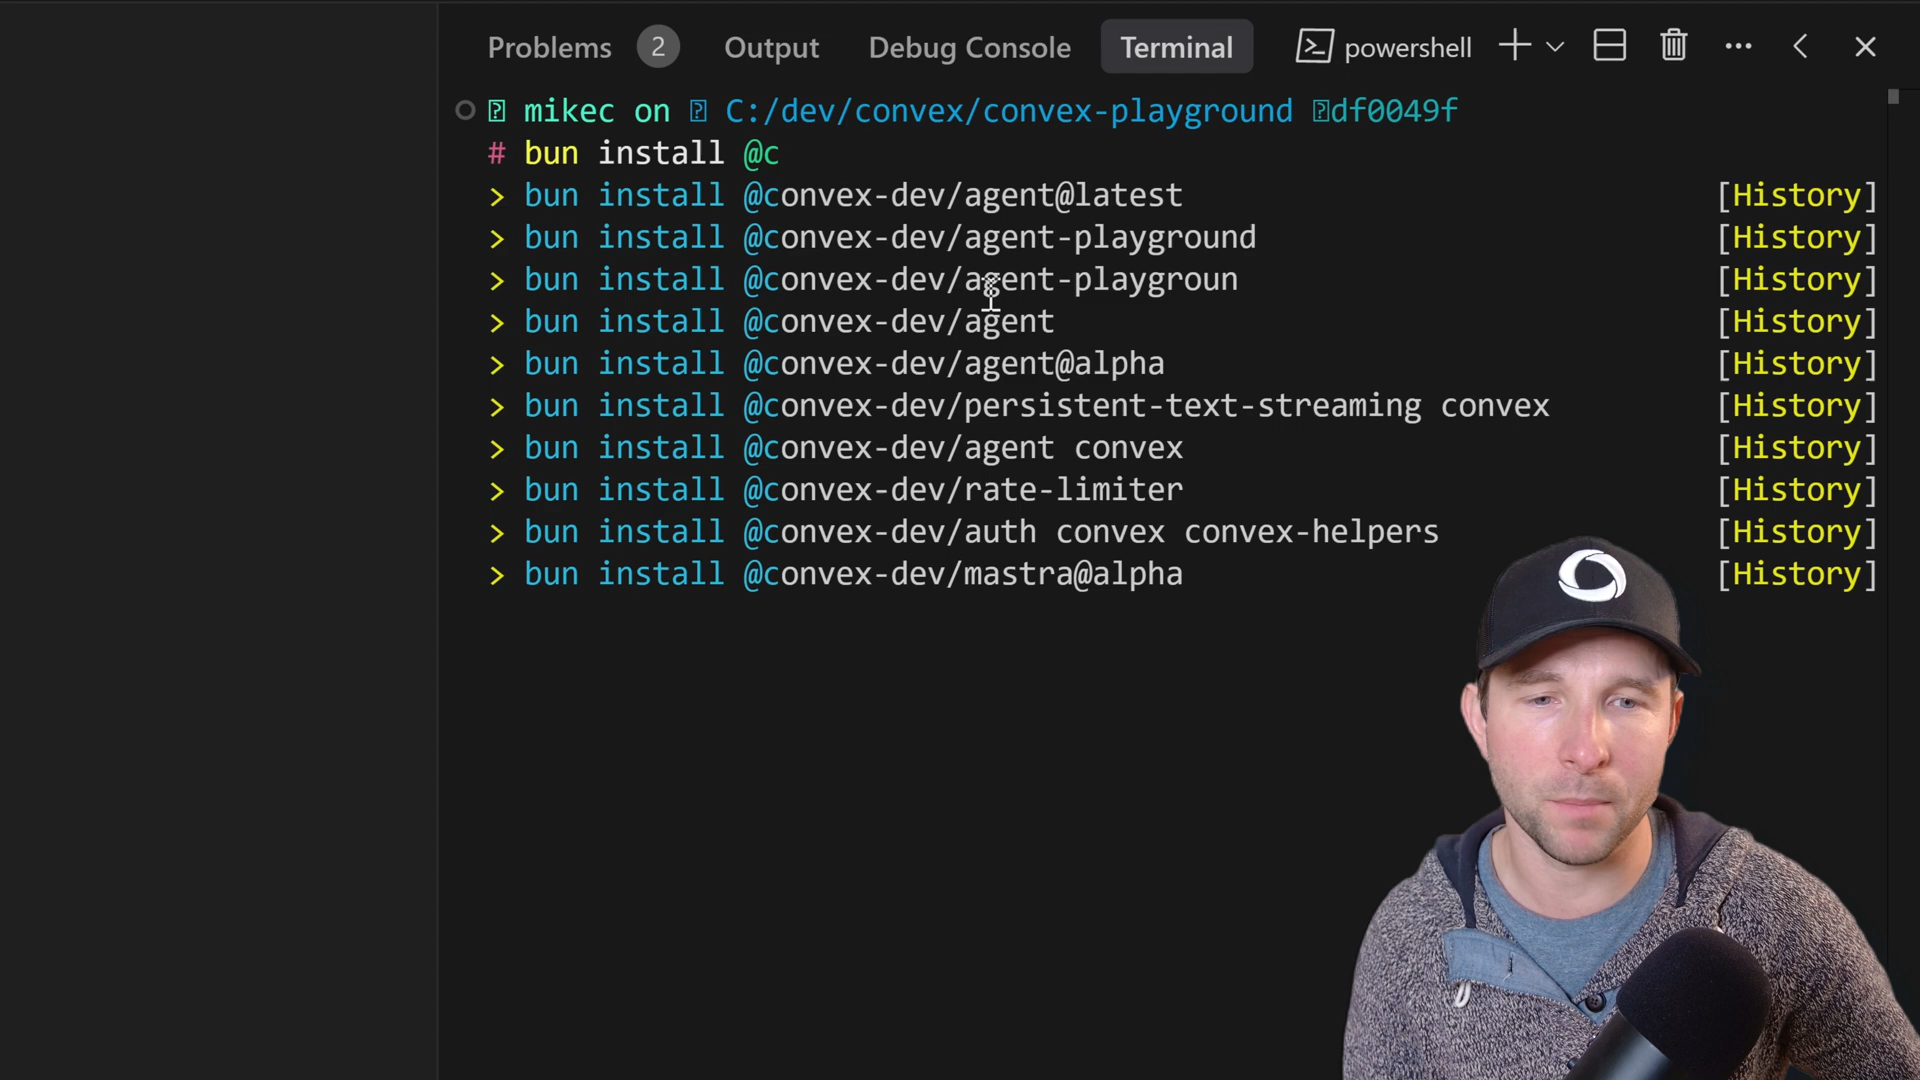 Problems 2 Output Debug Console Terminal powershell
mikec on C:/dev/convex/convex-playground df0049f
# bun install @c
> bun install @convex-dev/agent@latest [History]
> bun install @convex-dev/agent-playground [History]
> bun install @convex-dev/agent-playgroun [History]
> bun install @convex-dev/agent [History]
> bun install @convex-dev/agent@alpha [History]
> bun install @convex-dev/persistent-text-streaming convex [History]
> bun install @convex-dev/agent convex [History]
> bun install @convex-dev/rate-limiter [History]
> bun install @convex-dev/auth convex convex-helpers [History]
> bun install @convex-dev/mastra@alpha [History]